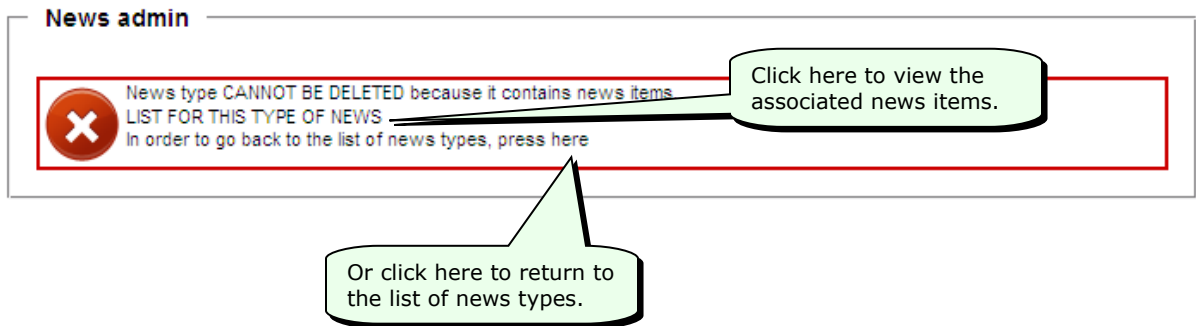 News admin
News type CANNOT BE DELETED because it contains news items
LIST FOR THIS TYPE OF NEWS
In order to go back to the list of news types, press here
Click here to view the
associated news items.
Or click here to return to
the list of news types.